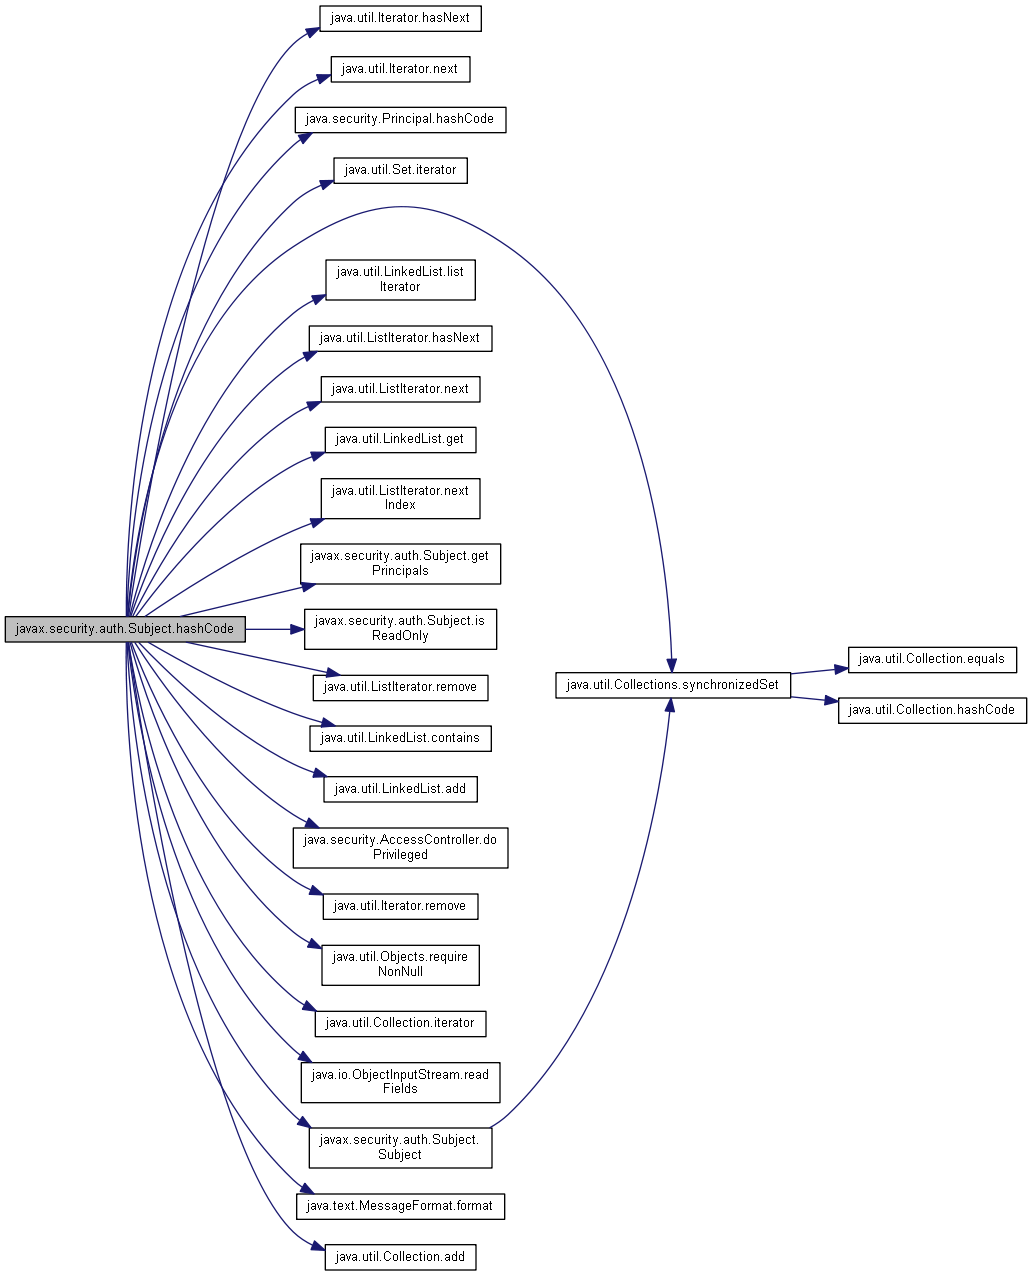 java.util.Iterator.hasNext
java.util.Iterator.next
java.security.Principal.hashCode
java.util.Set.iterator
java.util.LinkedList.list
Iterator
java.util.ListIterator.hasNext
java.util.ListIterator.next
java.util.LinkedList.get
java.util.ListIterator.next
Index
javax.security.auth.Subject.get
Principals
javax.security.auth.Subject.hashCode
javax.security.auth.Subject.is
ReadOnly
java.util.ListIterator.remove
java.util.Collections.synchronizedSet
java.util.Collection.equals
java.util.Collection.hashCode
java.util.LinkedList.contains
java.util.LinkedList.add
java.security.AccessController.do
Privileged
java.util.Iterator.remove
java.util.Objects.require
NonNull
java.util.Collection.iterator
java.io.ObjectInputStream.read
Fields
javax.security.auth.Subject.
Subject
java.text.MessageFormat.format
java.util.Collection.add